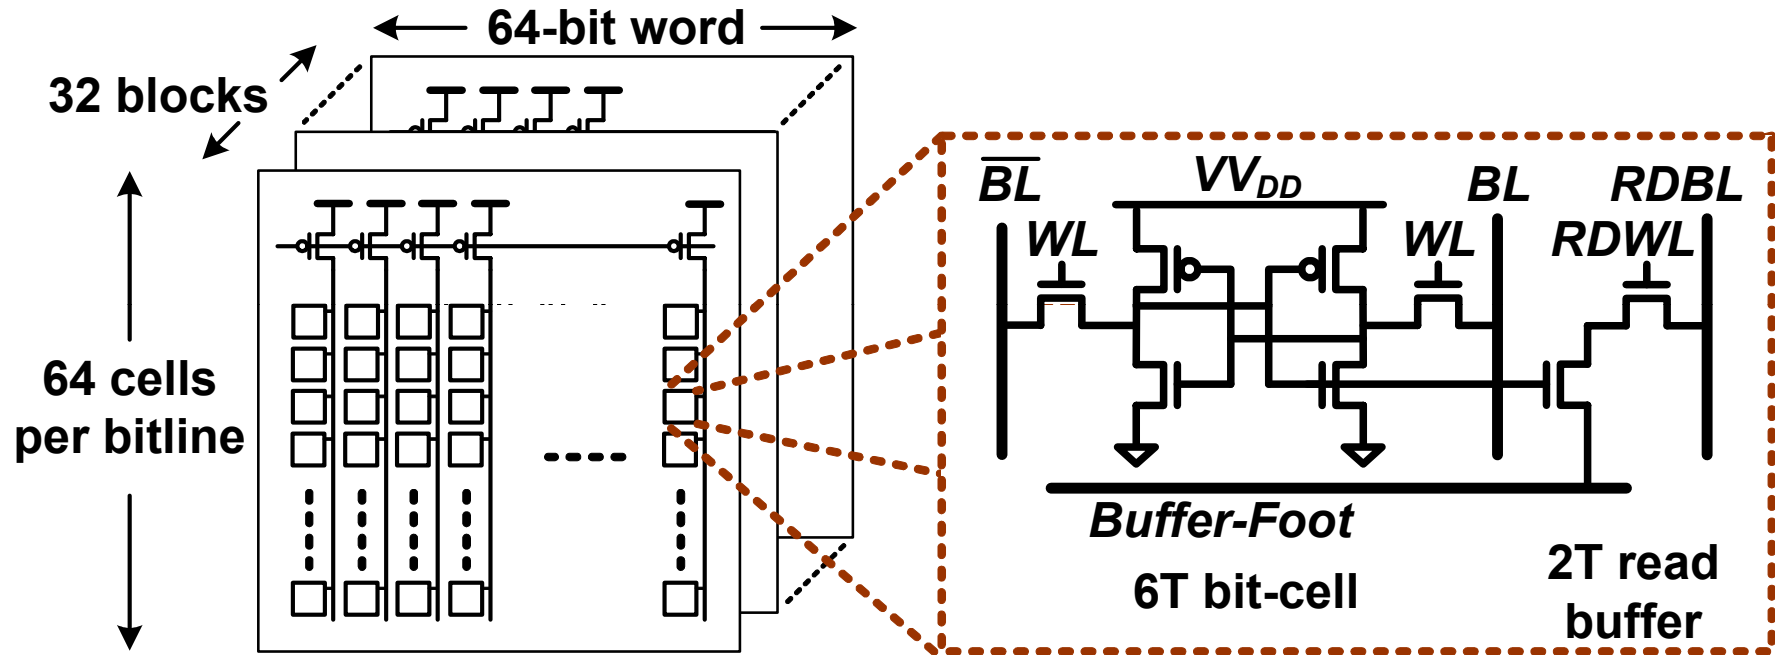 64-bit word
32 blocks
64 cells
per bitline
BL
VVDD
BL
RDBL
WL
WL
RDWL
Buffer-Foot
6T bit-cell
2T read
buffer